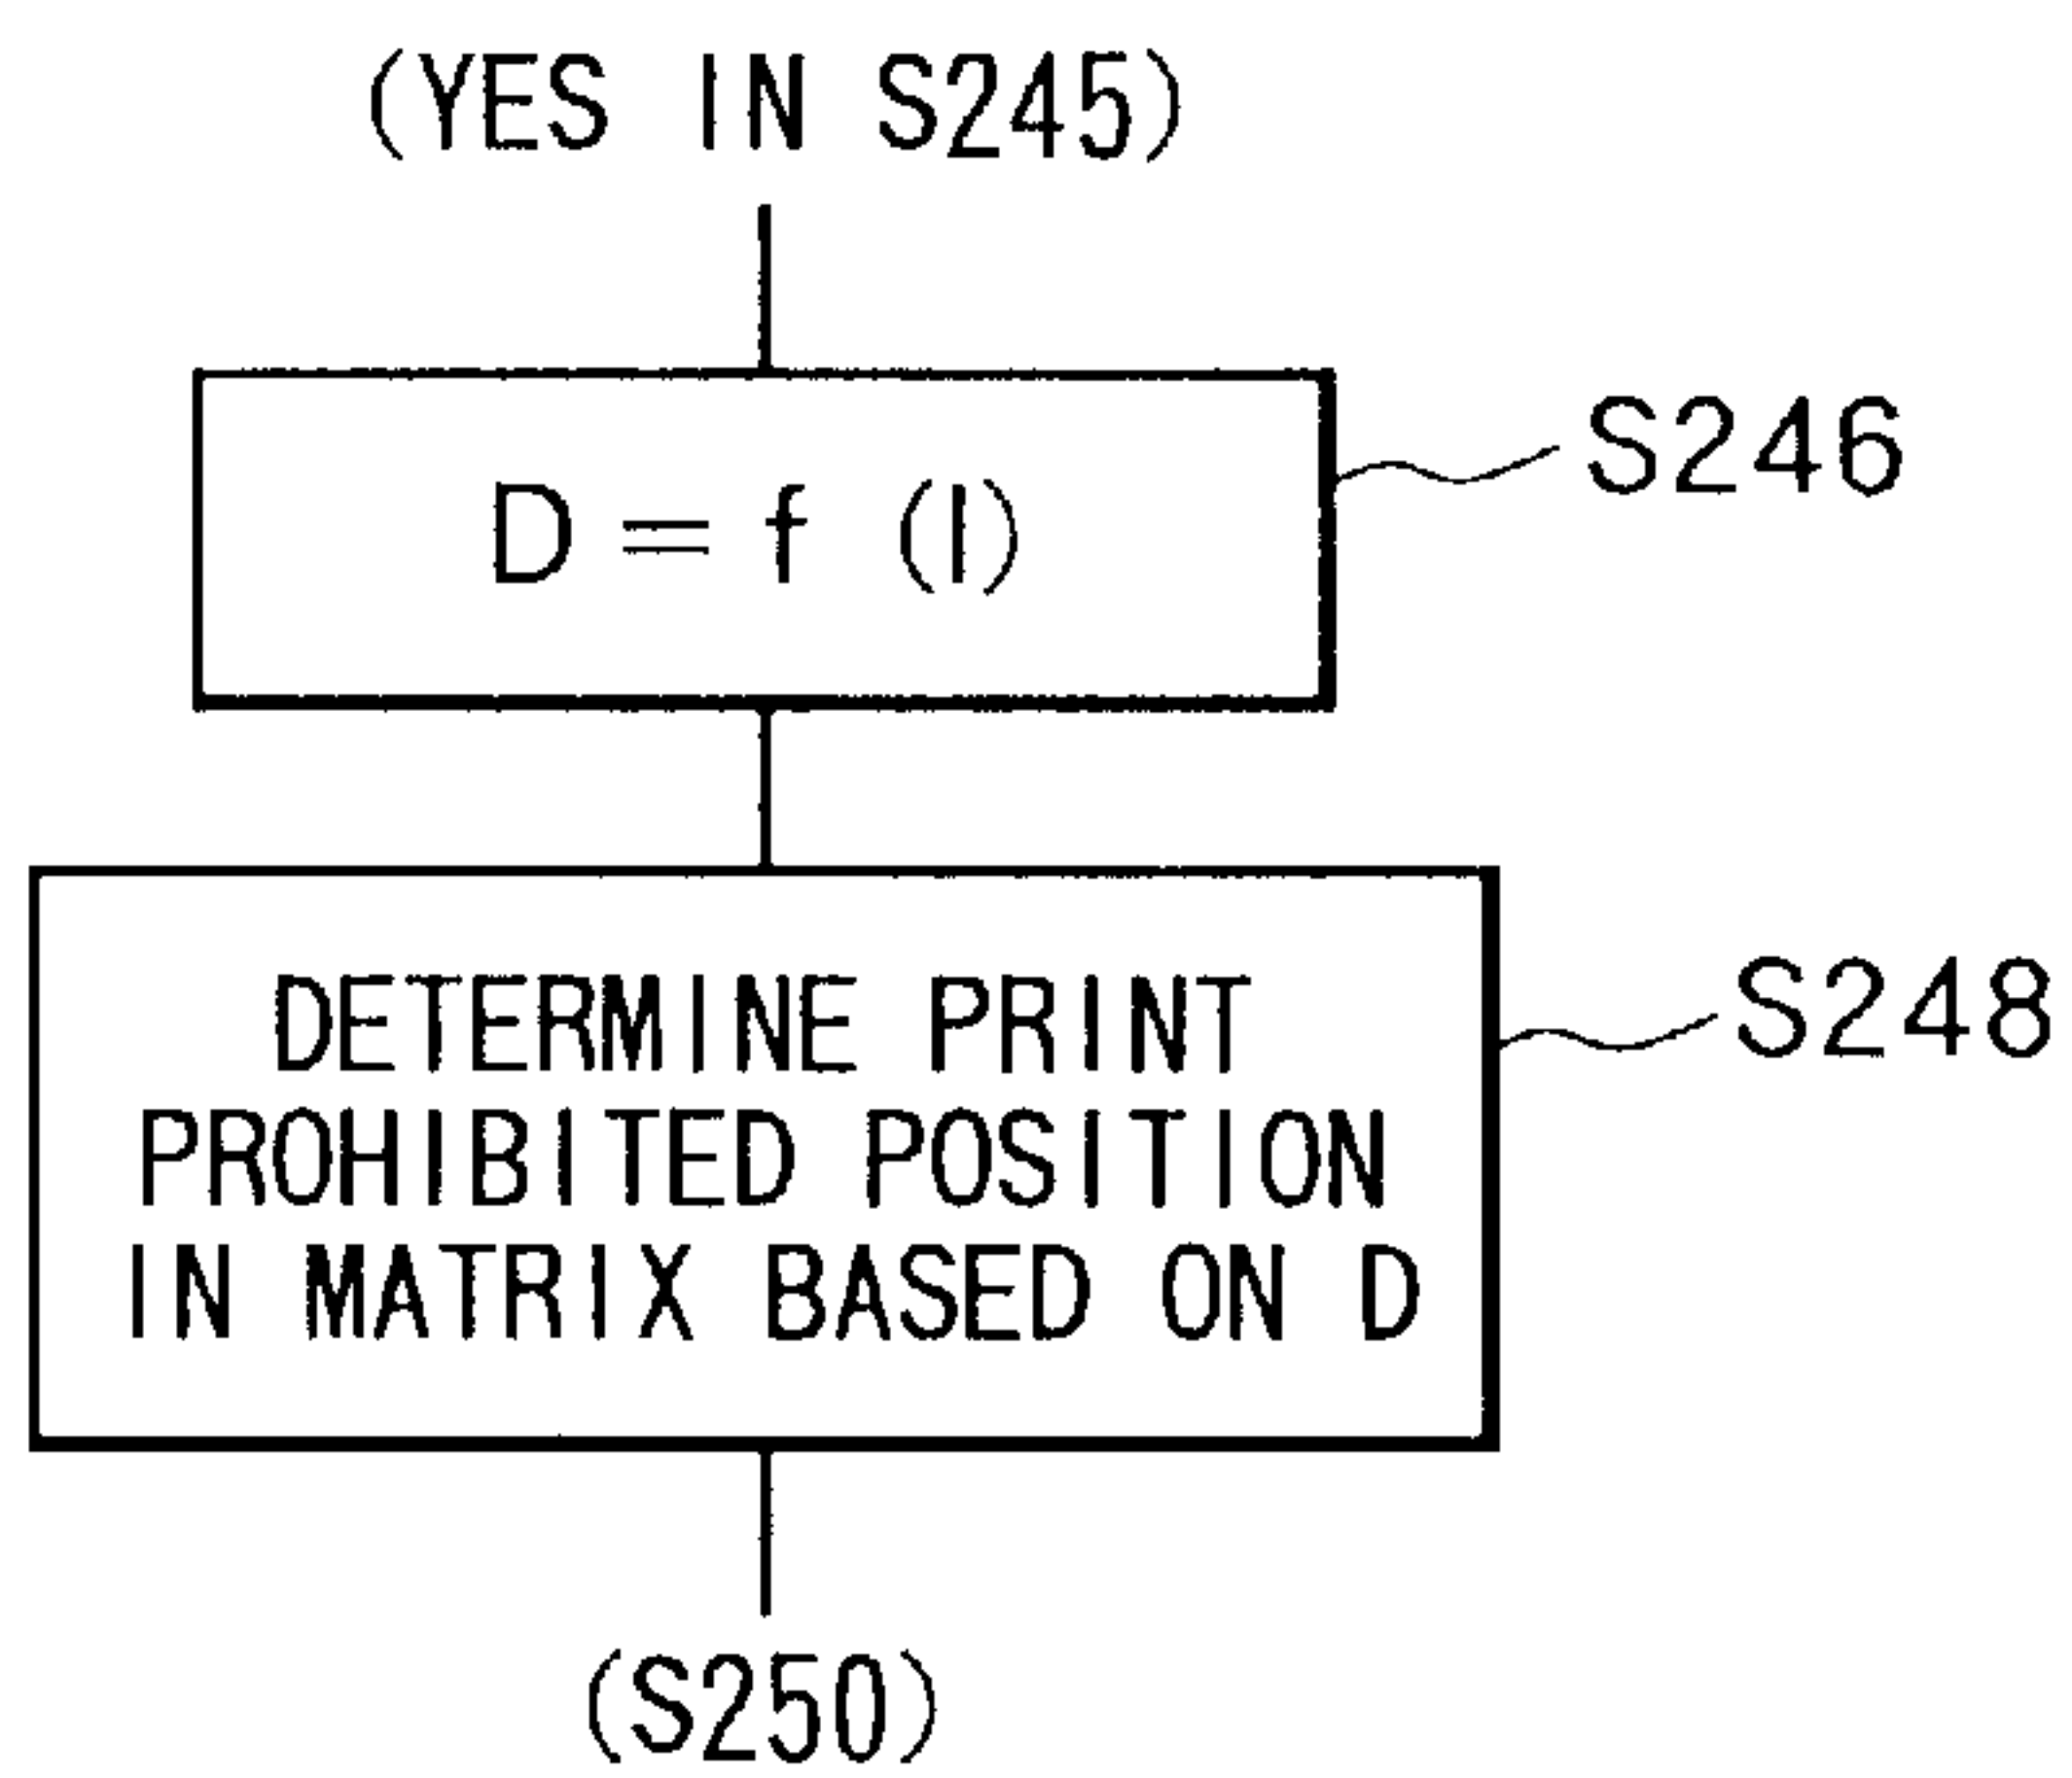 (YES IN S245)
D = f (I)
S246
DETERMINE PRINT
PROHIBITED POSITION
IN MATRIX BASED ON D
S248
(S250)